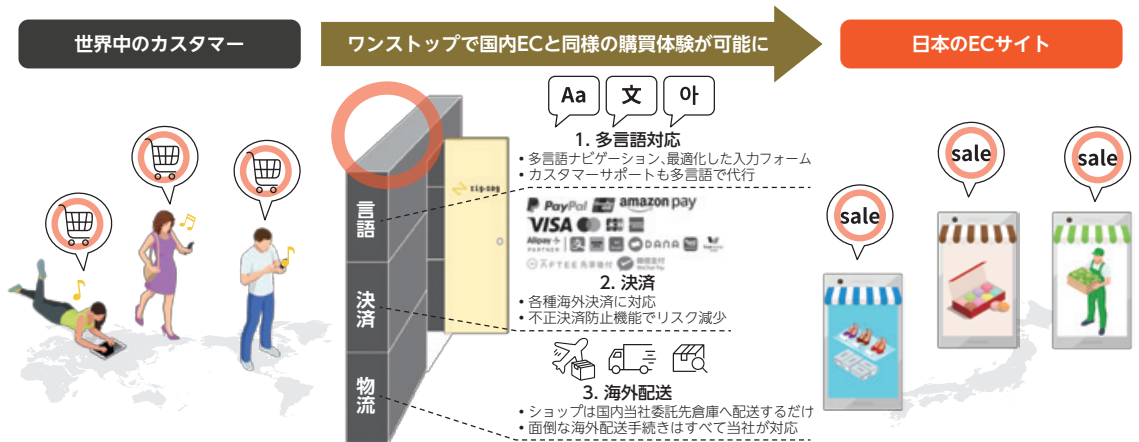 世界中のカスタマー
ワンストップで国内ECと同様の購買体験が可能に
日本のECサイト
Aa
文
아
1. 多言語対応
• 多言語ナビゲーション、最適化した入力フォーム
• カスタマーサポートも多言語で代行
言語
zig-zag
PayPal
amazon pay
VISA
Alipay+
PARTNER
DANA
WeChat Pay
2. 決済
• 各種海外決済に対応
• 不正決済防止機能でリスク減少
決済
3. 海外配送
• ショップは国内当社委託先倉庫へ配送するだけ
• 面倒な海外配送手続きはすべて当社が対応
物流
sale
sale
sale